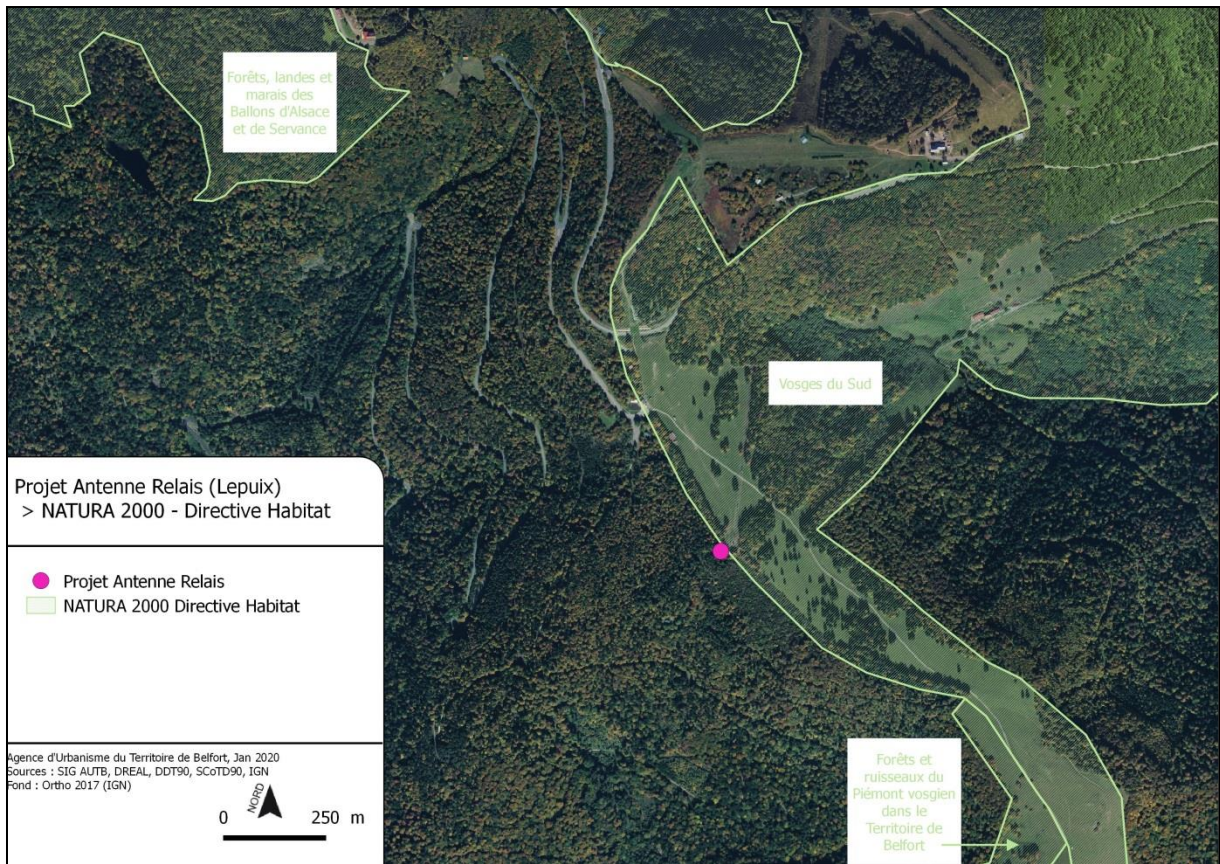 Forêts, landes et
marais des
Ballons d'Alsace
et de Servance
Vosges du Sud
Projet Antenne Relais (Lepuix)
> NATURA 2000 - Directive Habitat
Projet Antenne Relais
NATURA 2000 Directive Habitat
Agence d'Urbanisme du Territoire de Belfort, Jan 2020
Sources : SIG AUTB, DREAL, DDT90, SCoTD90, IGN
Fond : Ortho 2017 (IGN)
NORD
0 250 m
Forêts et
ruisseaux du
Piémont vosgien
dans le
Territoire de
Belfort